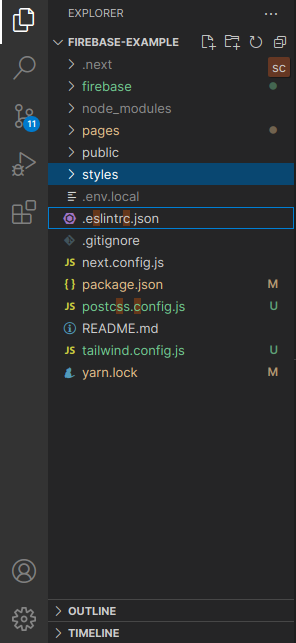 EXPLORER ...
FIREBASE-EXAMPLE
.next
SC
firebase
node_modules
pages
public
styles
.env.local
.eslintrc.json
.gitignore
JS next.config.js
{ } package.json M
JS postcss.config.js U
README.md
JS tailwind.config.js U
yarn.lock M
11
OUTLINE
TIMELINE